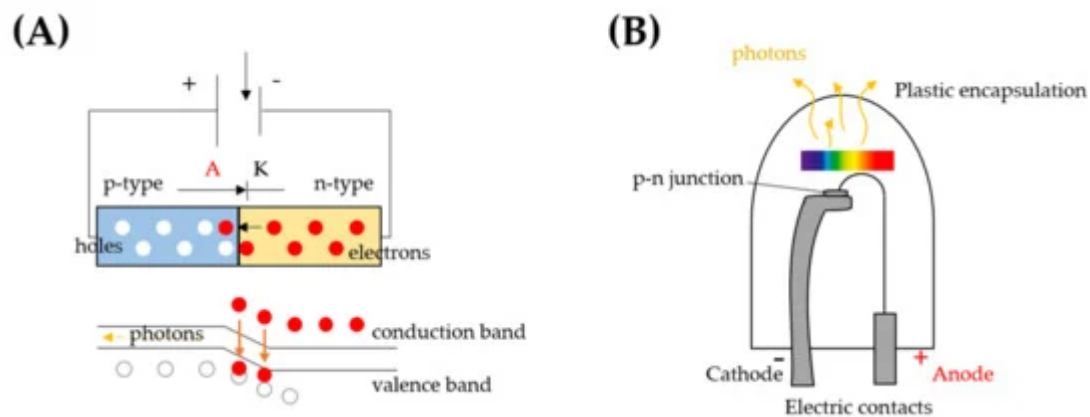 (A)
+ -
A K
p-type n-type
holes electrons
photons conduction band
valence band
(B)
photons
Plastic encapsulation
p-n junction
- +
Cathode Anode
Electric contacts